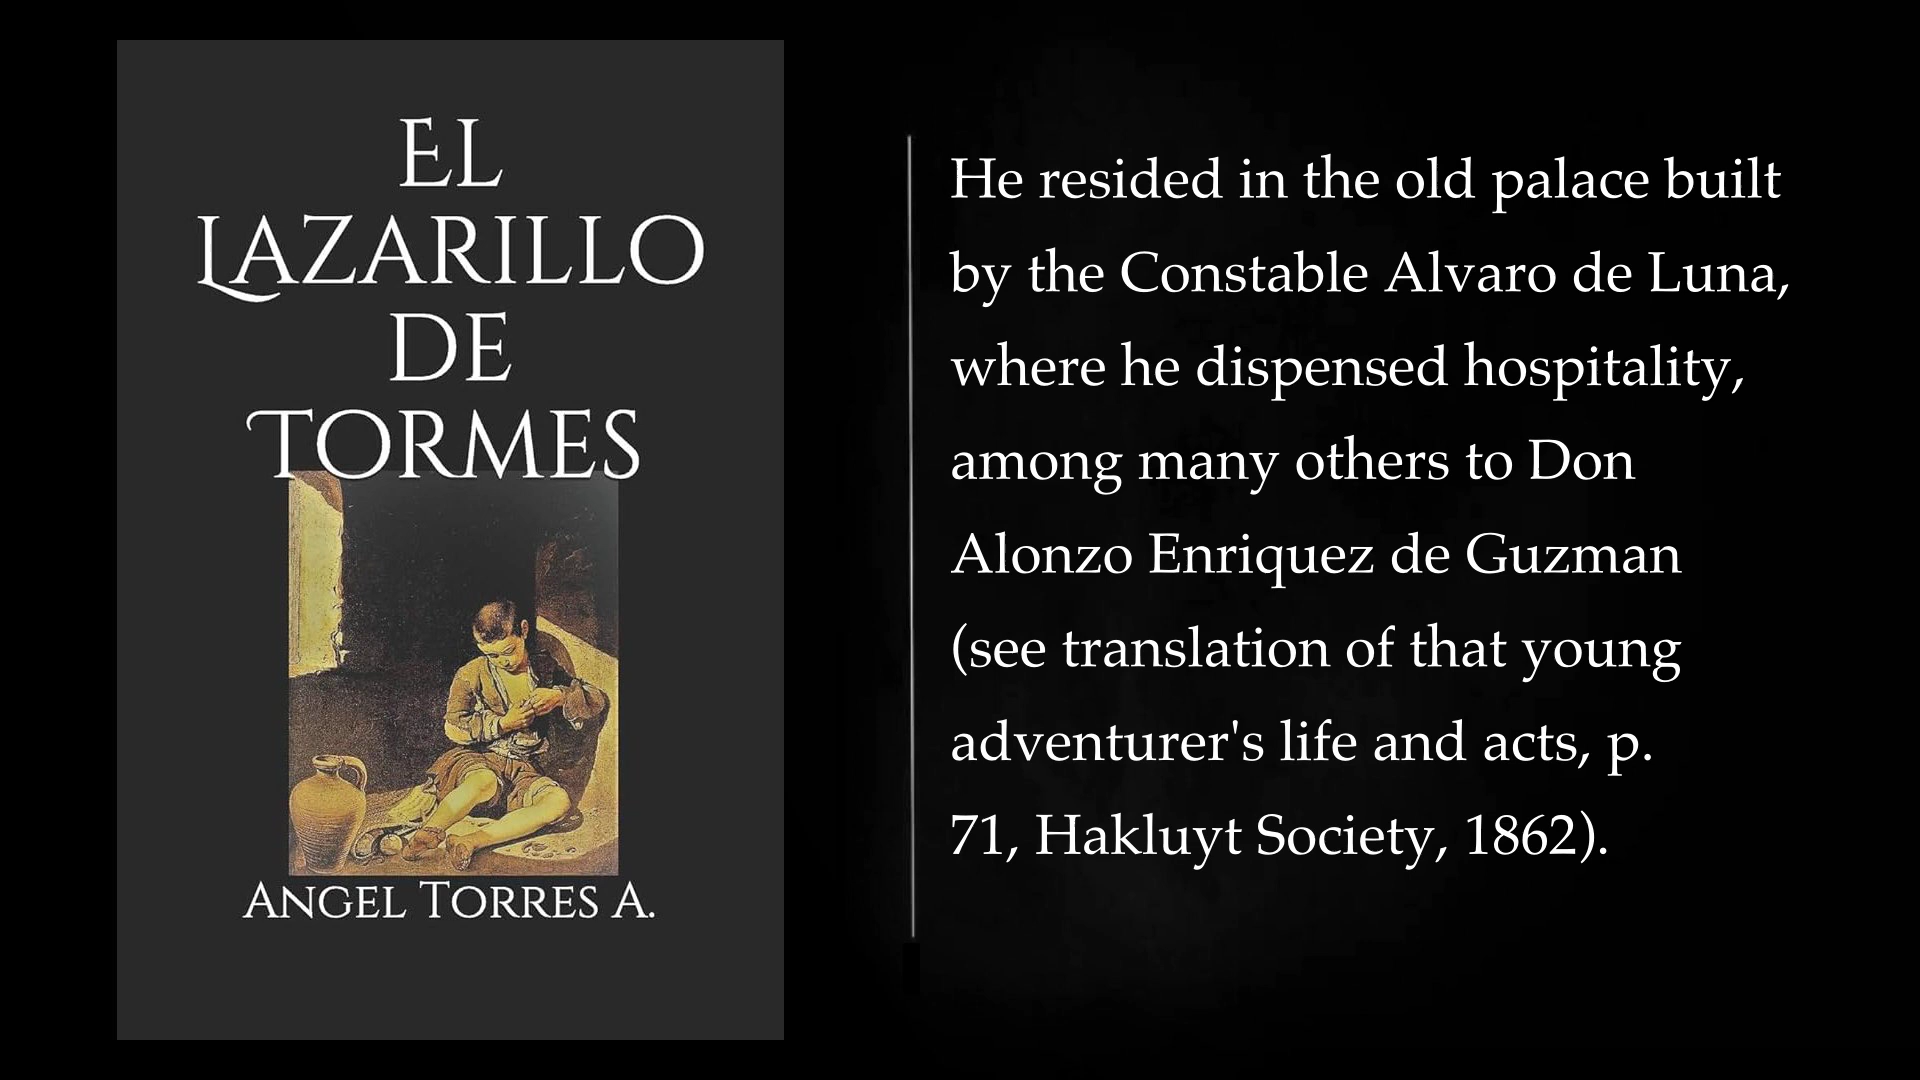 EL
LAZARILLO
DE
TORMES
ANGEL TORRES A.
He resided in the old palace built
by the Constable Alvaro de Luna,
where he dispensed hospitality,
among many others to Don
Alonzo Enriquez de Guzman
(see translation of that young
adventurer's life and acts, p.
71, Hakluyt Society, 1862).